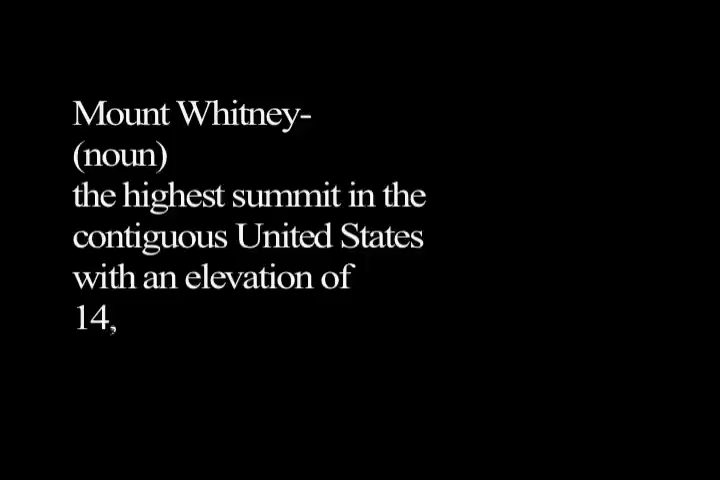 Mount Whitney-
(noun)
the highest summit in the
contiguous United States
with an elevation of
14,